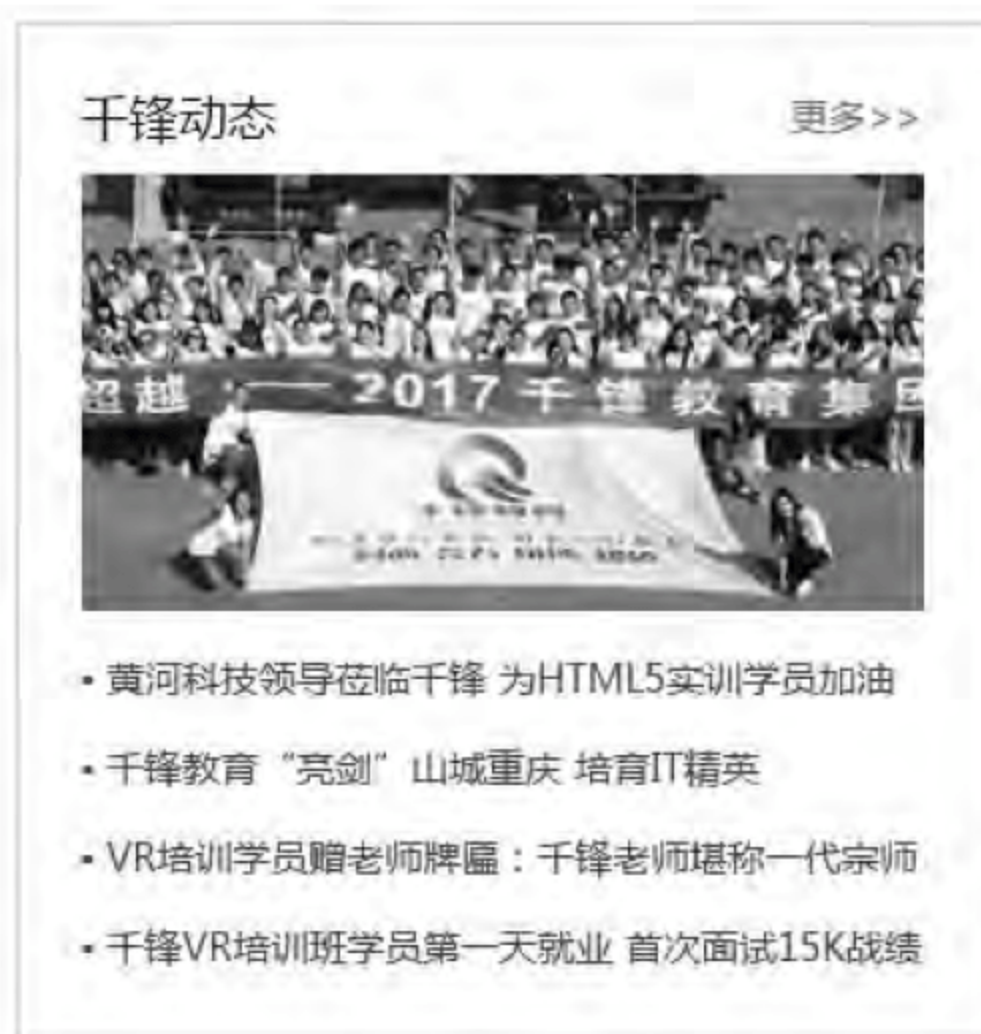 千锋动态
更多>>
超越 ·—— 2017千锋教育集团
· 黄河科技领导莅临千锋 为HTML5实训学员加油
· 千锋教育“亮剑”山城重庆 培育IT精英
· VR培训学员赠老师牌匾：千锋老师堪称一代宗师
· 千锋VR培训班学员第一天就业 首次面试15K战绩